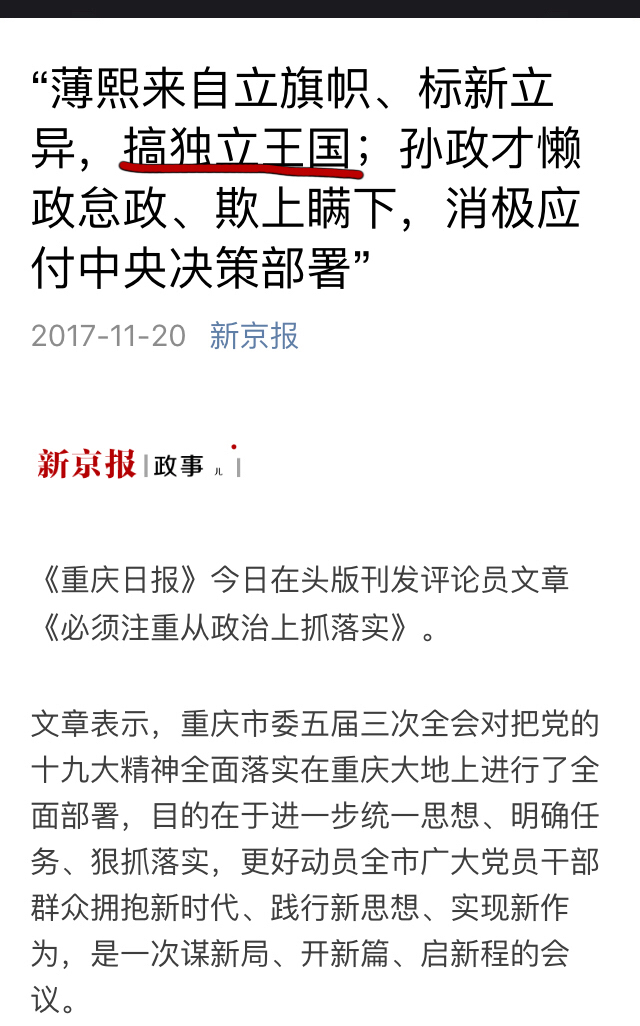 “薄熙来自立旗帜、标新立
异，搞独立王国；孙政才懒
政怠政、欺上瞒下，消极应
付中央决策部署”
2017-11-20 新京报
新京报 | 政事儿
《重庆日报》今日在头版刊发评论员文章
《必须注重从政治上抓落实》。
文章表示，重庆市委五届三次全会对把党的
十九大精神全面落实在重庆大地上进行了全
面部署，目的在于进一步统一思想、明确任
务、狠抓落实，更好动员全市广大党员干部
群众拥抱新时代、践行新思想、实现新作
为，是一次谋新局、开新篇、启新程的会
议。